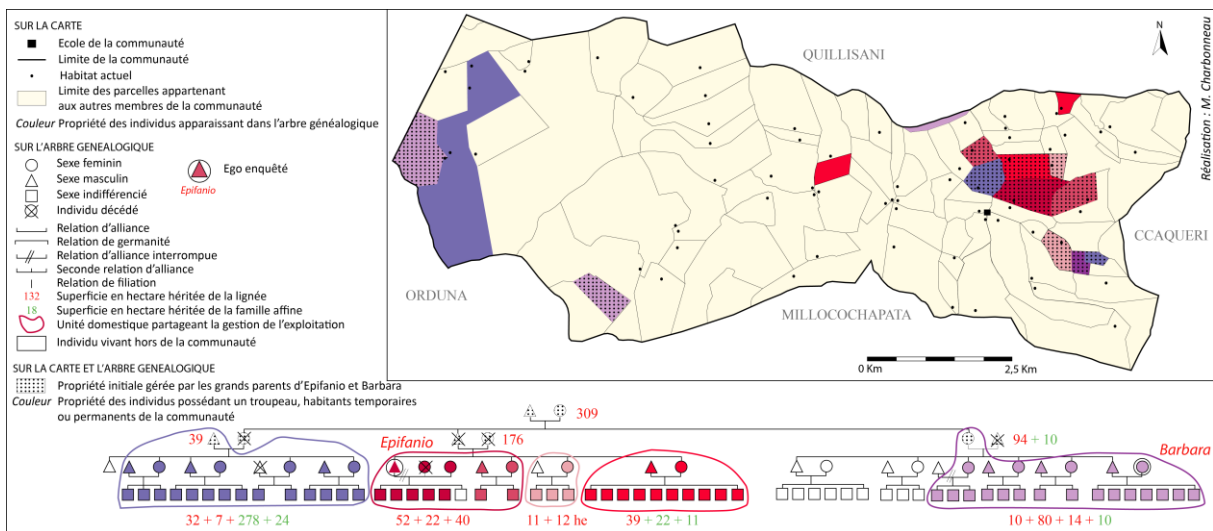 SUR LA CARTE
Ecole de la communauté
Limite de la communauté
Habitat actuel
Limite des parcelles appartenant
aux autres membres de la communauté
Couleur Propriété des individus apparaissant dans l'arbre généalogique
SUR L'ARBRE GENEALOGIQUE
Sexe feminin
Sexe masculin
Sexe indifférencié
Individu décédé
Relation d'alliance
Relation de germanité
Relation d'alliance interrompue
Seconde relation d'alliance
Relation de filiation
132 Superficie en hectare héritée de la lignée
18 Superficie en hectare héritée de la famille affine
Unité domestique partageant la gestion de l'exploitation
Individu vivant hors de la communauté
Ego enquêté
Epifanio
SUR LA CARTE ET L'ARBRE GENEALOGIQUE
Propriété initiale gérée par les grands parents d'Epifanio et Barbara
Couleur Propriété des individus possédant un troupeau, habitants temporaires
ou permanents de la communauté
QUILLISANI
N
CCAQUERI
ORDUNA
MILLOCOCHAPATA
0 Km 2,5 Km
Réalisation : M. Charbonneau
309
39
Epifanio
176
94 + 10
Barbara
32 + 7 + 278 + 24
52 + 22 + 40
11 + 12 he
39 + 22 + 11
10 + 80 + 14 + 10